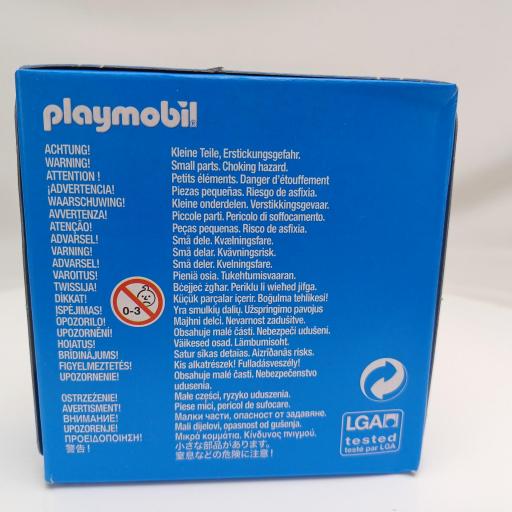 playmobil
ACHTUNG!
WARNING!
ATTENTION !
¡ADVERTENCIA!
WAARSCHUWING!
AVVERTENZA!
ATENÇÃO!
ADVARSEL!
VARNING!
ADVARSEL!
VAROITUS!
TWISSIJA!
DİKKAT!
ĮSPĖJIMAS!
OPOZORILO!
UPOZORNĚNÍ!
HOIATUS!
BRĪDINĀJUMS!
FIGYELMEZTETÉS!
UPOZORNENIE!
OSTRZEŻENIE!
AVERTISMENT!
ВНИМАНИЕ!
UPOZORENJE!
ΠΡΟΕΙΔΟΠΟΙΗΣΗ!
警告!
Kleine Teile, Erstickungsgefahr.
Small parts. Choking hazard.
Petits éléments. Danger d'étouffement
Piezas pequeñas. Riesgo de asfixia.
Kleine onderdelen. Verstikkingsgevaar.
Piccole parti. Pericolo di soffocamento.
Peças pequenas. Risco de asfixia.
Små dele. Kvælningsfare.
Små delar. Kvävningsrisk.
Små deler. Kvelningsfare.
Pieniä osia. Tukehtumisvaaran.
Bċejjeċ żgħar. Periklu li wieħed jifga.
Küçük parçalar içerir. Boğulma tehlikesi!
Yra smulkių dalių. Užspringimo pavojus
Majhni delci. Nevarnost zadušitve.
Obsahuje malé části. Nebezpečí udušení.
Väikesed osad. Lämbumisoht.
Satur sīkas detaļas. Aizrīšanās risks.
Kis alkatrészek! Fulladásveszély!
Obsahuje malé časti. Nebezpečenstvo
udusenia.
Małe części, ryzyko uduszenia.
Piese mici, pericol de sufocare.
Малки части, опасност от задавяне.
Mali dijelovi, opasnost od gušenja.
Μικρά κομμάτια. Κίνδυνος πνιγμού.
小さな部品があります。
窒息などの危険に注意!
0-3
LGA
tested
testé par LGA